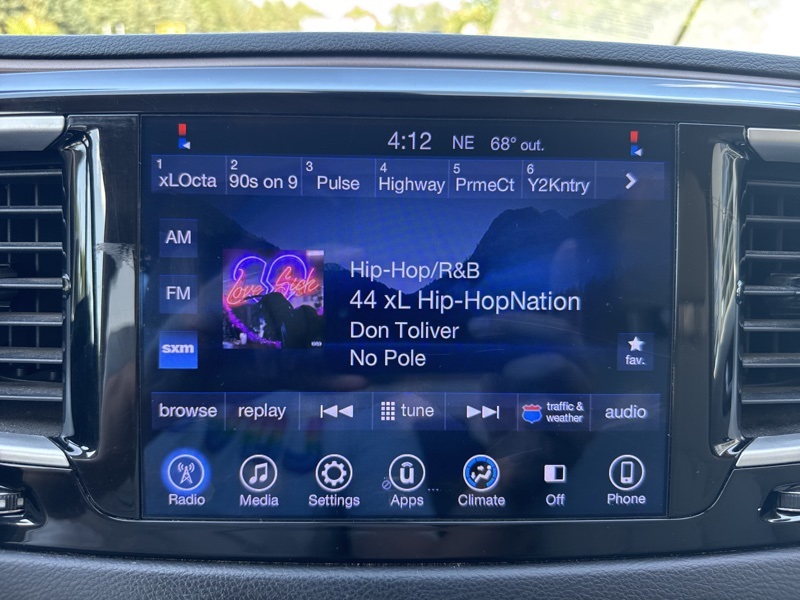 4:12 NE 68° out.
1 2 3 4 5 6
xLOcta 90s on 9 Pulse Highway PrmeCt Y2Kntry
AM
FM
sxm
Love Sick
Hip-Hop/R&B
44 xL Hip-HopNation
Don Toliver
No Pole
fav.
browse replay tune traffic & weather audio
Radio Media Settings Apps Climate Off Phone